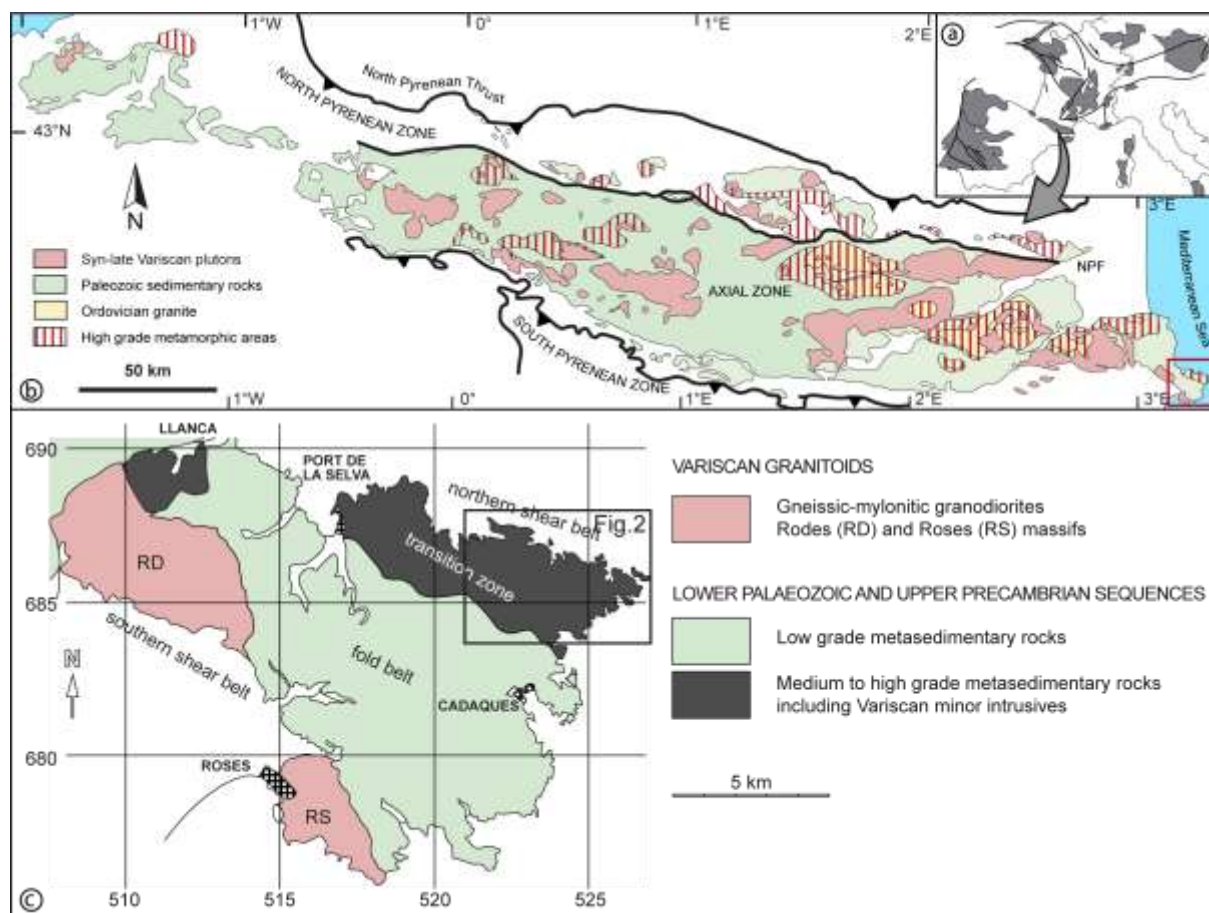 1°W
0°
1°E
2°E
a
North Pyrenean Thrust
NORTH PYRENEAN ZONE
43°N
N
3°E
Mediterranean Sea
Syn-late Variscan plutons
Paleozoic sedimentary rocks
Ordovician granite
High grade metamorphic areas
NPF
AXIAL ZONE
SOUTH PYRENEAN ZONE
50 km
b
1°W
0°
1°E
2°E
3°E
LLANCA
690
PORT DE
LA SELVA
northern shear belt
Fig.2
transition zone
RD
685
southern shear belt
N
fold belt
CADAQUES
680
ROSES
RS
c
510
515
520
525
VARISCAN GRANITOIDS
Gneissic-mylonitic granodiorites
Rodes (RD) and Roses (RS) massifs
LOWER PALAEOZOIC AND UPPER PRECAMBRIAN SEQUENCES
Low grade metasedimentary rocks
Medium to high grade metasedimentary rocks
including Variscan minor intrusives
5 km